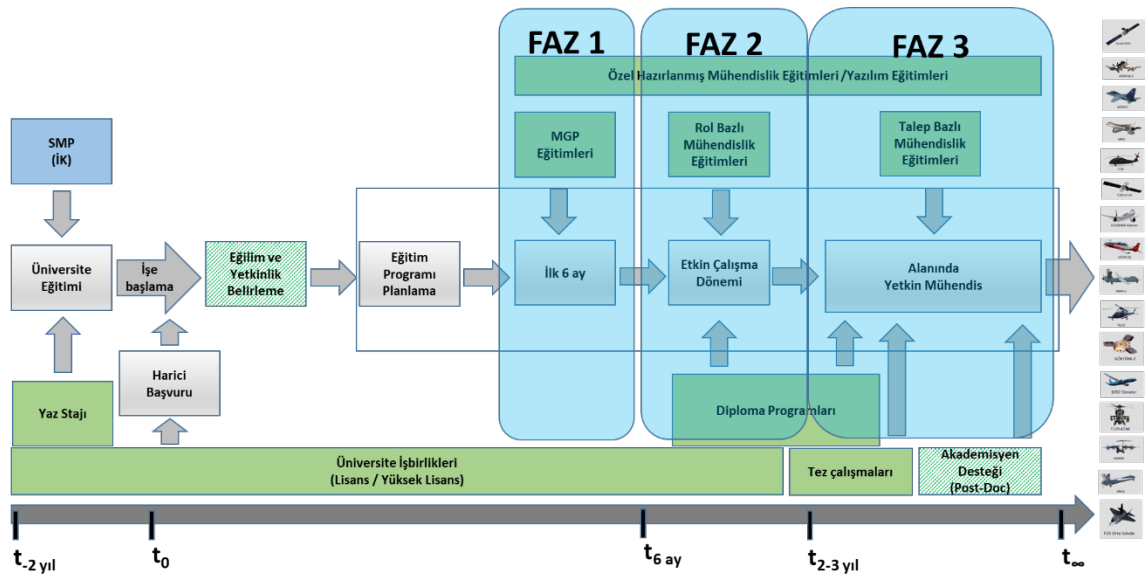 FAZ 1
FAZ 2
FAZ 3
Özel Hazırlanmış Mühendislik Eğitimleri /Yazılım Eğitimleri
SMP
(İK)
MGP
Eğitimleri
Rol Bazlı
Mühendislik
Eğitimleri
Talep Bazlı
Mühendislik
Eğitimleri
Üniversite
Eğitimi
İşe
başlama
Eğilim ve
Yetkinlik
Belirleme
Eğitim
Programı
Planlama
İlk 6 ay
Etkin Çalışma
Dönemi
Alanında
Yetkin Mühendis
Yaz Stajı
Harici
Başvuru
Diploma Programları
Üniversite İşbirlikleri
(Lisans / Yüksek Lisans)
Tez çalışmaları
Akademisyen
Desteği
(Post-Doc)
t-2 yıl
t0
t6 ay
t2-3 yıl
t∞